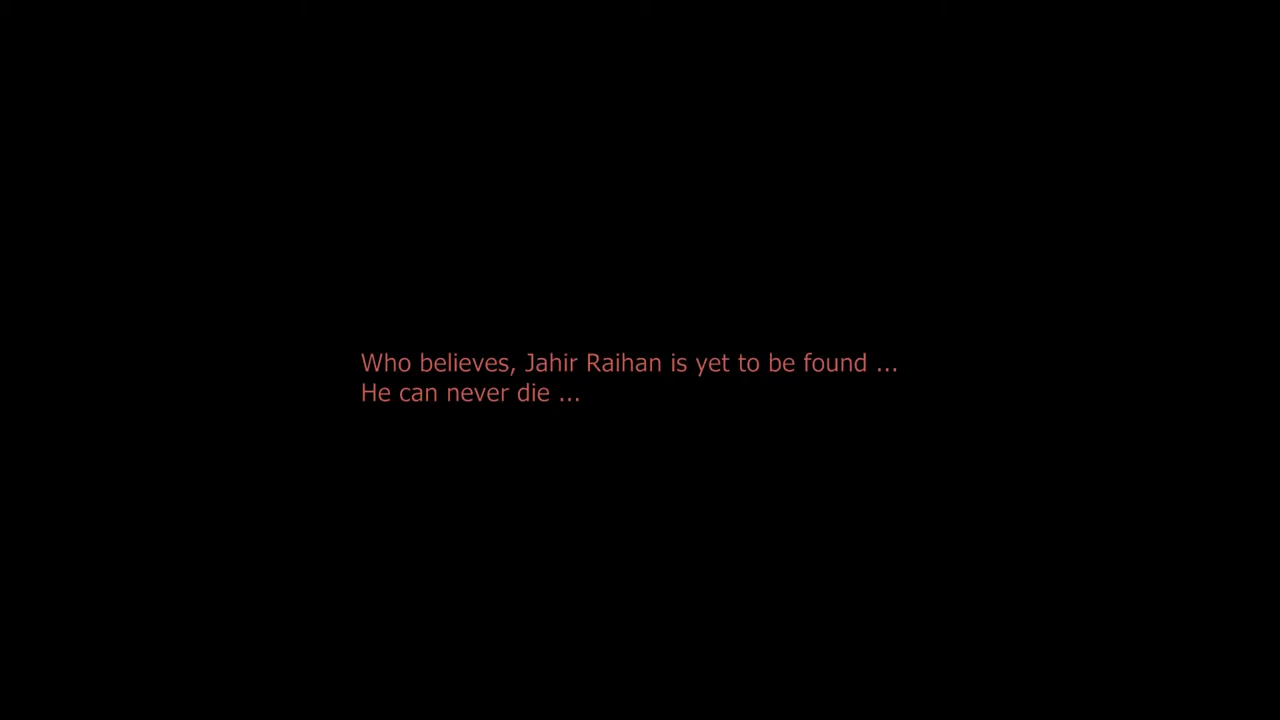 Who believes, Jahir Raihan is yet to be found ...
He can never die ...